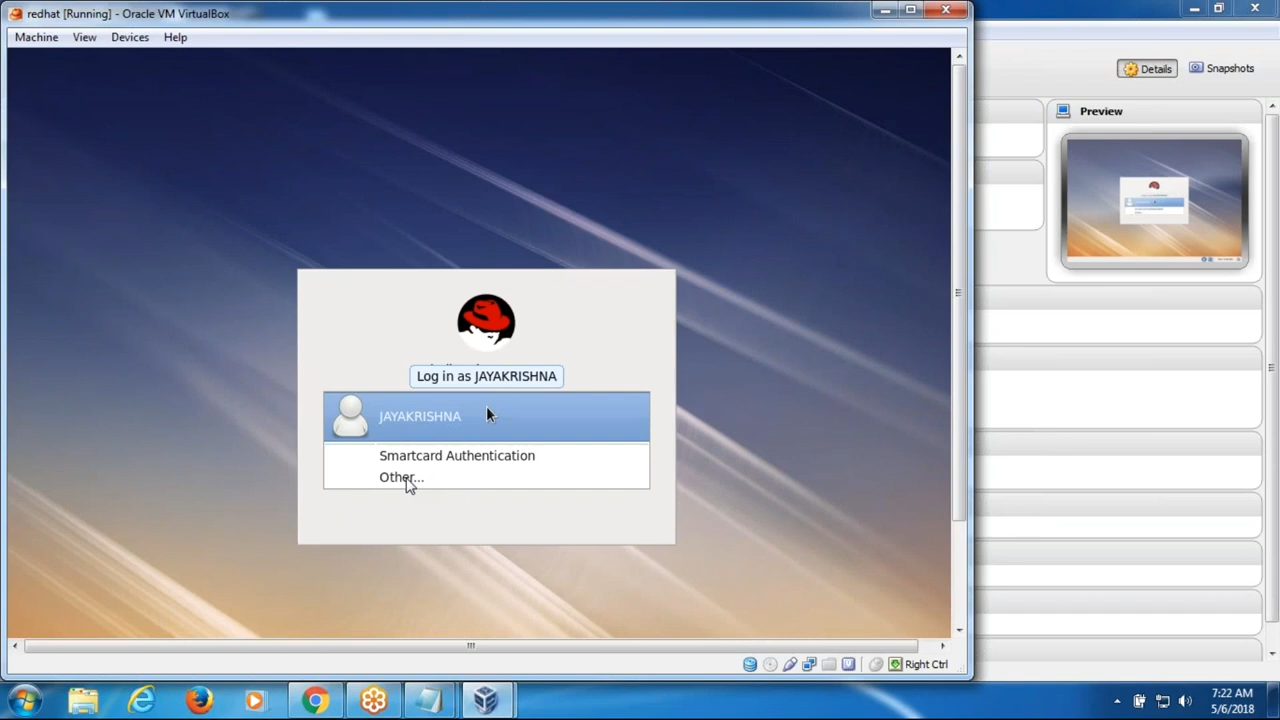 redhat [Running] - Oracle VM VirtualBox
Machine View Devices Help
Details Snapshots
Preview
Log in as JAYAKRISHNA
JAYAKRISHNA
Smartcard Authentication
Other...
Right Ctrl
7:22 AM
5/6/2018